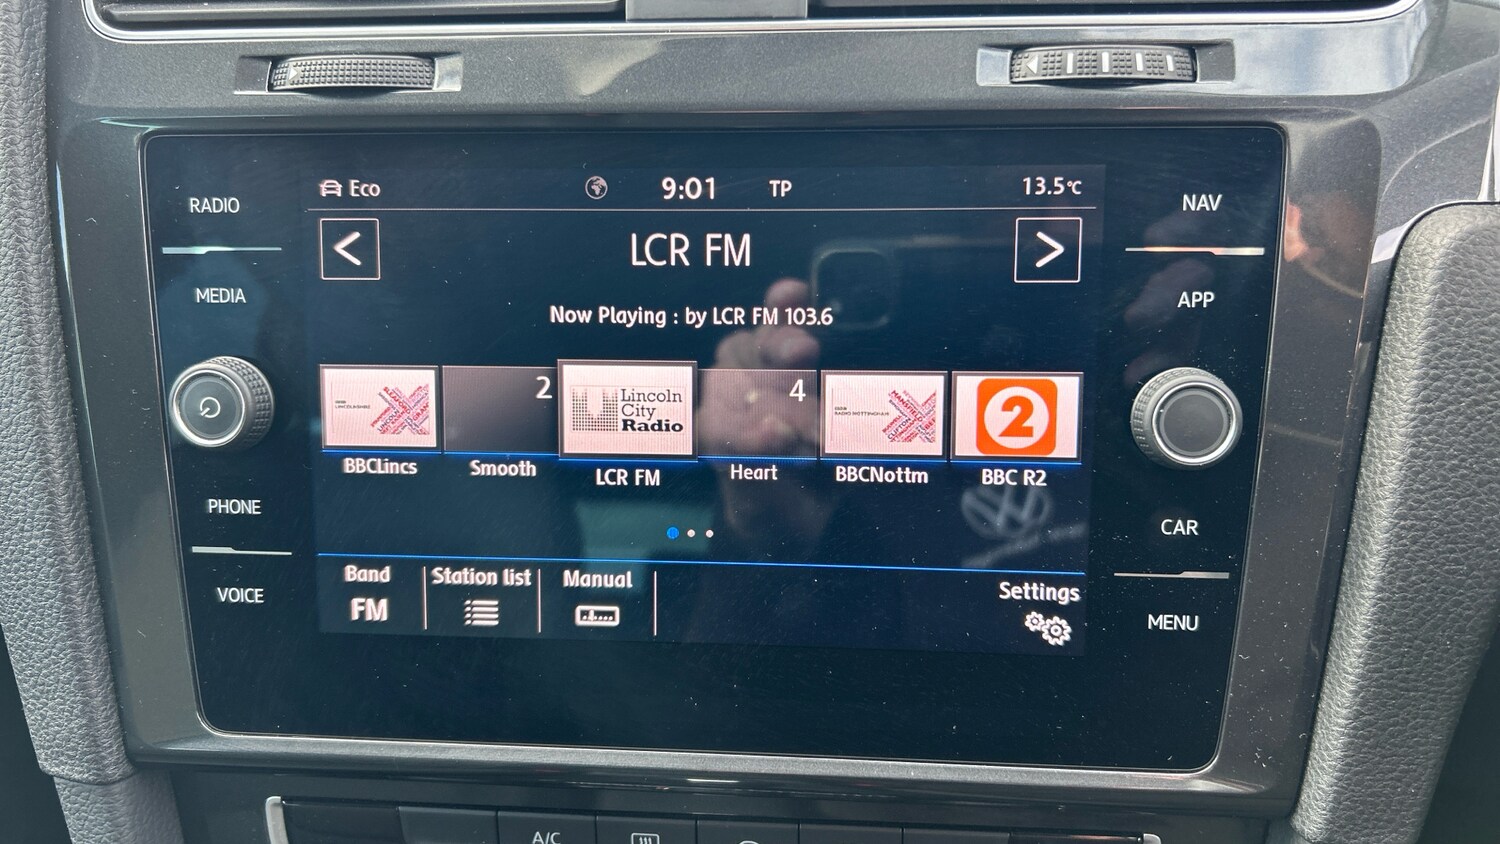 RADIO
MEDIA
PHONE
VOICE
Eco
9:01
TP
13.5°C
LCR FM
Now Playing : by LCR FM 103.6
2
Lincoln
City
Radio
4
2
BBCLincs
Smooth
LCR FM
Heart
BBCNottm
BBC R2
Band
FM
Station list
Manual
Settings
NAV
APP
CAR
MENU
A/C